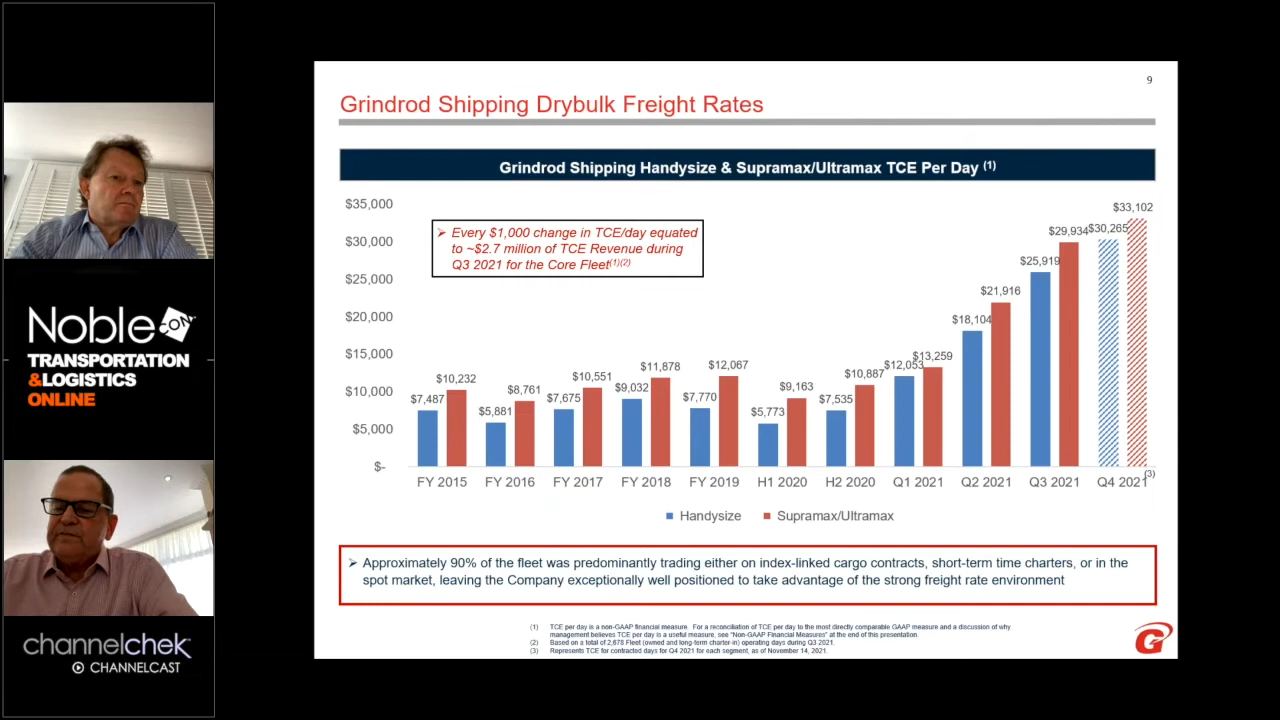 9
Grindrod Shipping Drybulk Freight Rates
Grindrod Shipping Handysize & Supramax/Ultramax TCE Per Day (1)
➢ Every $1,000 change in TCE/day equated
to ~$2.7 million of TCE Revenue during
Q3 2021 for the Core Fleet(1)(2)
$35,000
$30,000
$25,000
$20,000
$15,000
$10,000
$5,000
$-
$7,487
$10,232
$5,881
$8,761
$7,675
$10,551
$9,032
$11,878
$7,770
$12,067
$5,773
$9,163
$7,535
$10,887
$12,053
$13,259
$18,104
$21,916
$25,919
$29,934
$30,265
$33,102
FY 2015 FY 2016 FY 2017 FY 2018 FY 2019 H1 2020 H2 2020 Q1 2021 Q2 2021 Q3 2021 Q4 2021 (3)
Handysize Supramax/Ultramax
➢ Approximately 90% of the fleet was predominantly trading either on index-linked cargo contracts, short-term time charters, or in the
spot market, leaving the Company exceptionally well positioned to take advantage of the strong freight rate environment
(1) TCE per day is a non-GAAP financial measure. For a reconciliation of TCE per day to the most directly comparable GAAP measure and a discussion of why
management believes TCE per day is a useful measure, see "Non-GAAP Financial Measures" at the end of this presentation.
(2) Based on a total of 2,678 Fleet (owned and long-term charter-in) operating days during Q3 2021.
(3) Represents TCE for contracted days for Q4 2021 for each segment, as of November 14, 2021.
G
Noble
CON
TRANSPORTATION
&LOGISTICS
ONLINE
channelchek
CHANNELCAST